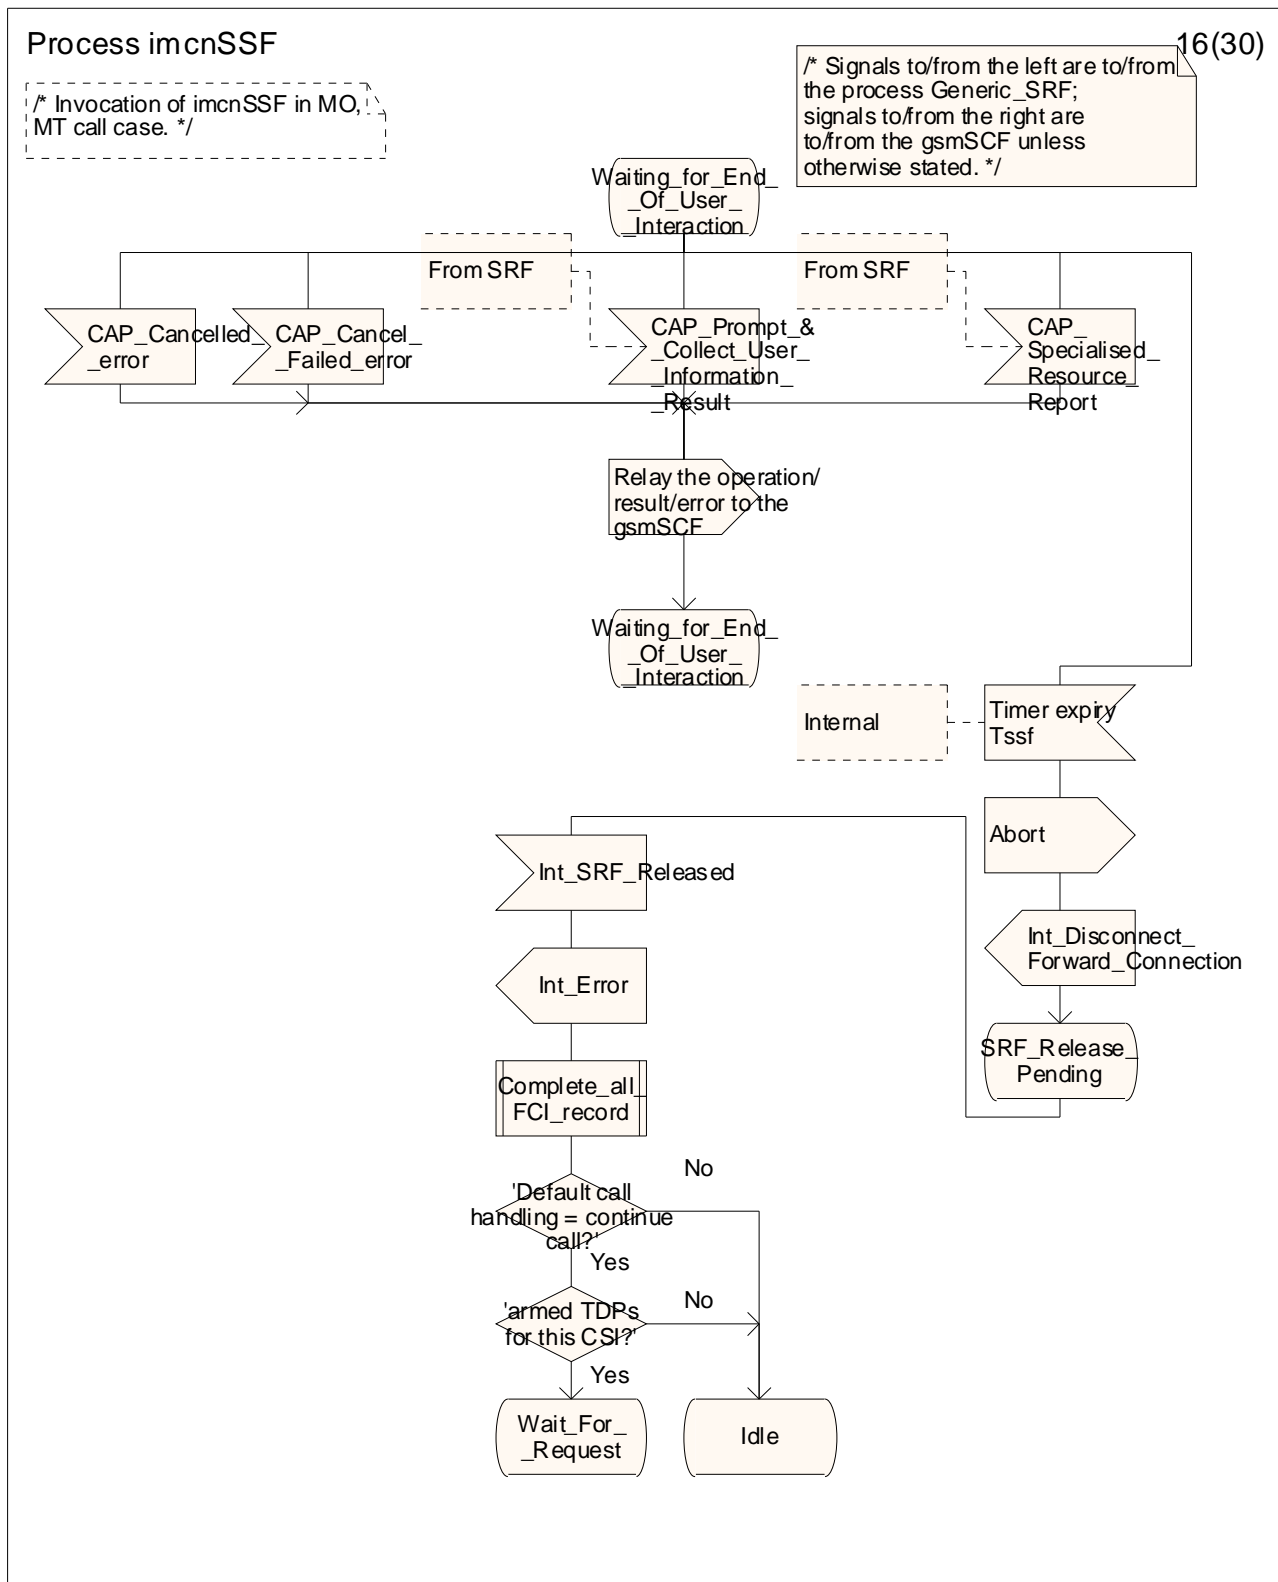 Process imcnSSF
16(30)
/* Invocation of imcnSSF in MO,
MT call case. */
/* Signals to/from the left are to/from
the process Generic_SRF;
signals to/from the right are
to/from the gsmSCF unless
otherwise stated. */
Waiting_for_End_
_Of_User_
_Interaction
From SRF
From SRF
CAP_Cancelled_
_error
CAP_Cancel_
_Failed_error
CAP_Prompt_&
_Collect_User_
_Information_
_Result
CAP_
Specialised_
Resource_
Report
Relay the operation/
result/error to the
gsmSCF
Waiting_for_End_
_Of_User_
_Interaction
Internal
Timer expiry
Tssf
Abort
Int_SRF_Released
Int_Disconnect_
Forward_Connection
Int_Error
SRF_Release_
Pending
Complete_all_
FCI_record
No
'Default call
handling = continue
call?'
Yes
No
'armed TDPs
for this CSI?'
Yes
Wait_For_
_Request
Idle